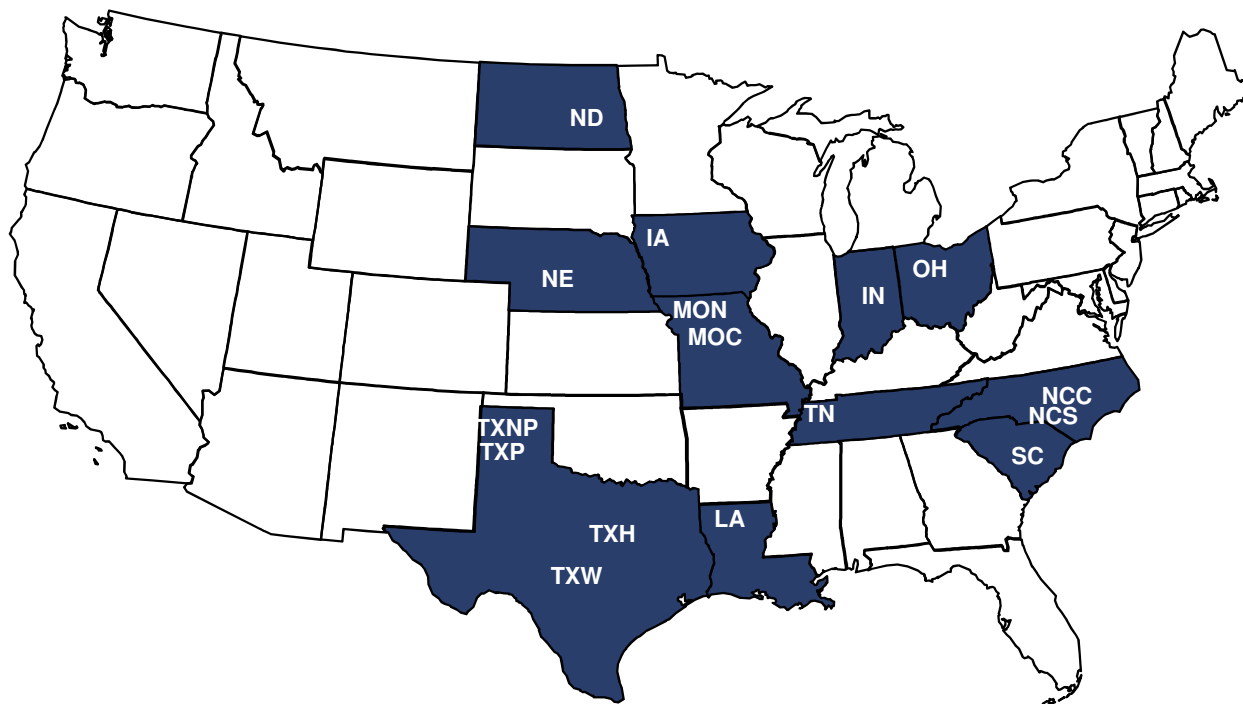 ND
IA
NE
OH
IN
MON
MOC
TN
NCC
NCS
TXNP
TXP
SC
LA
TXH
TXW